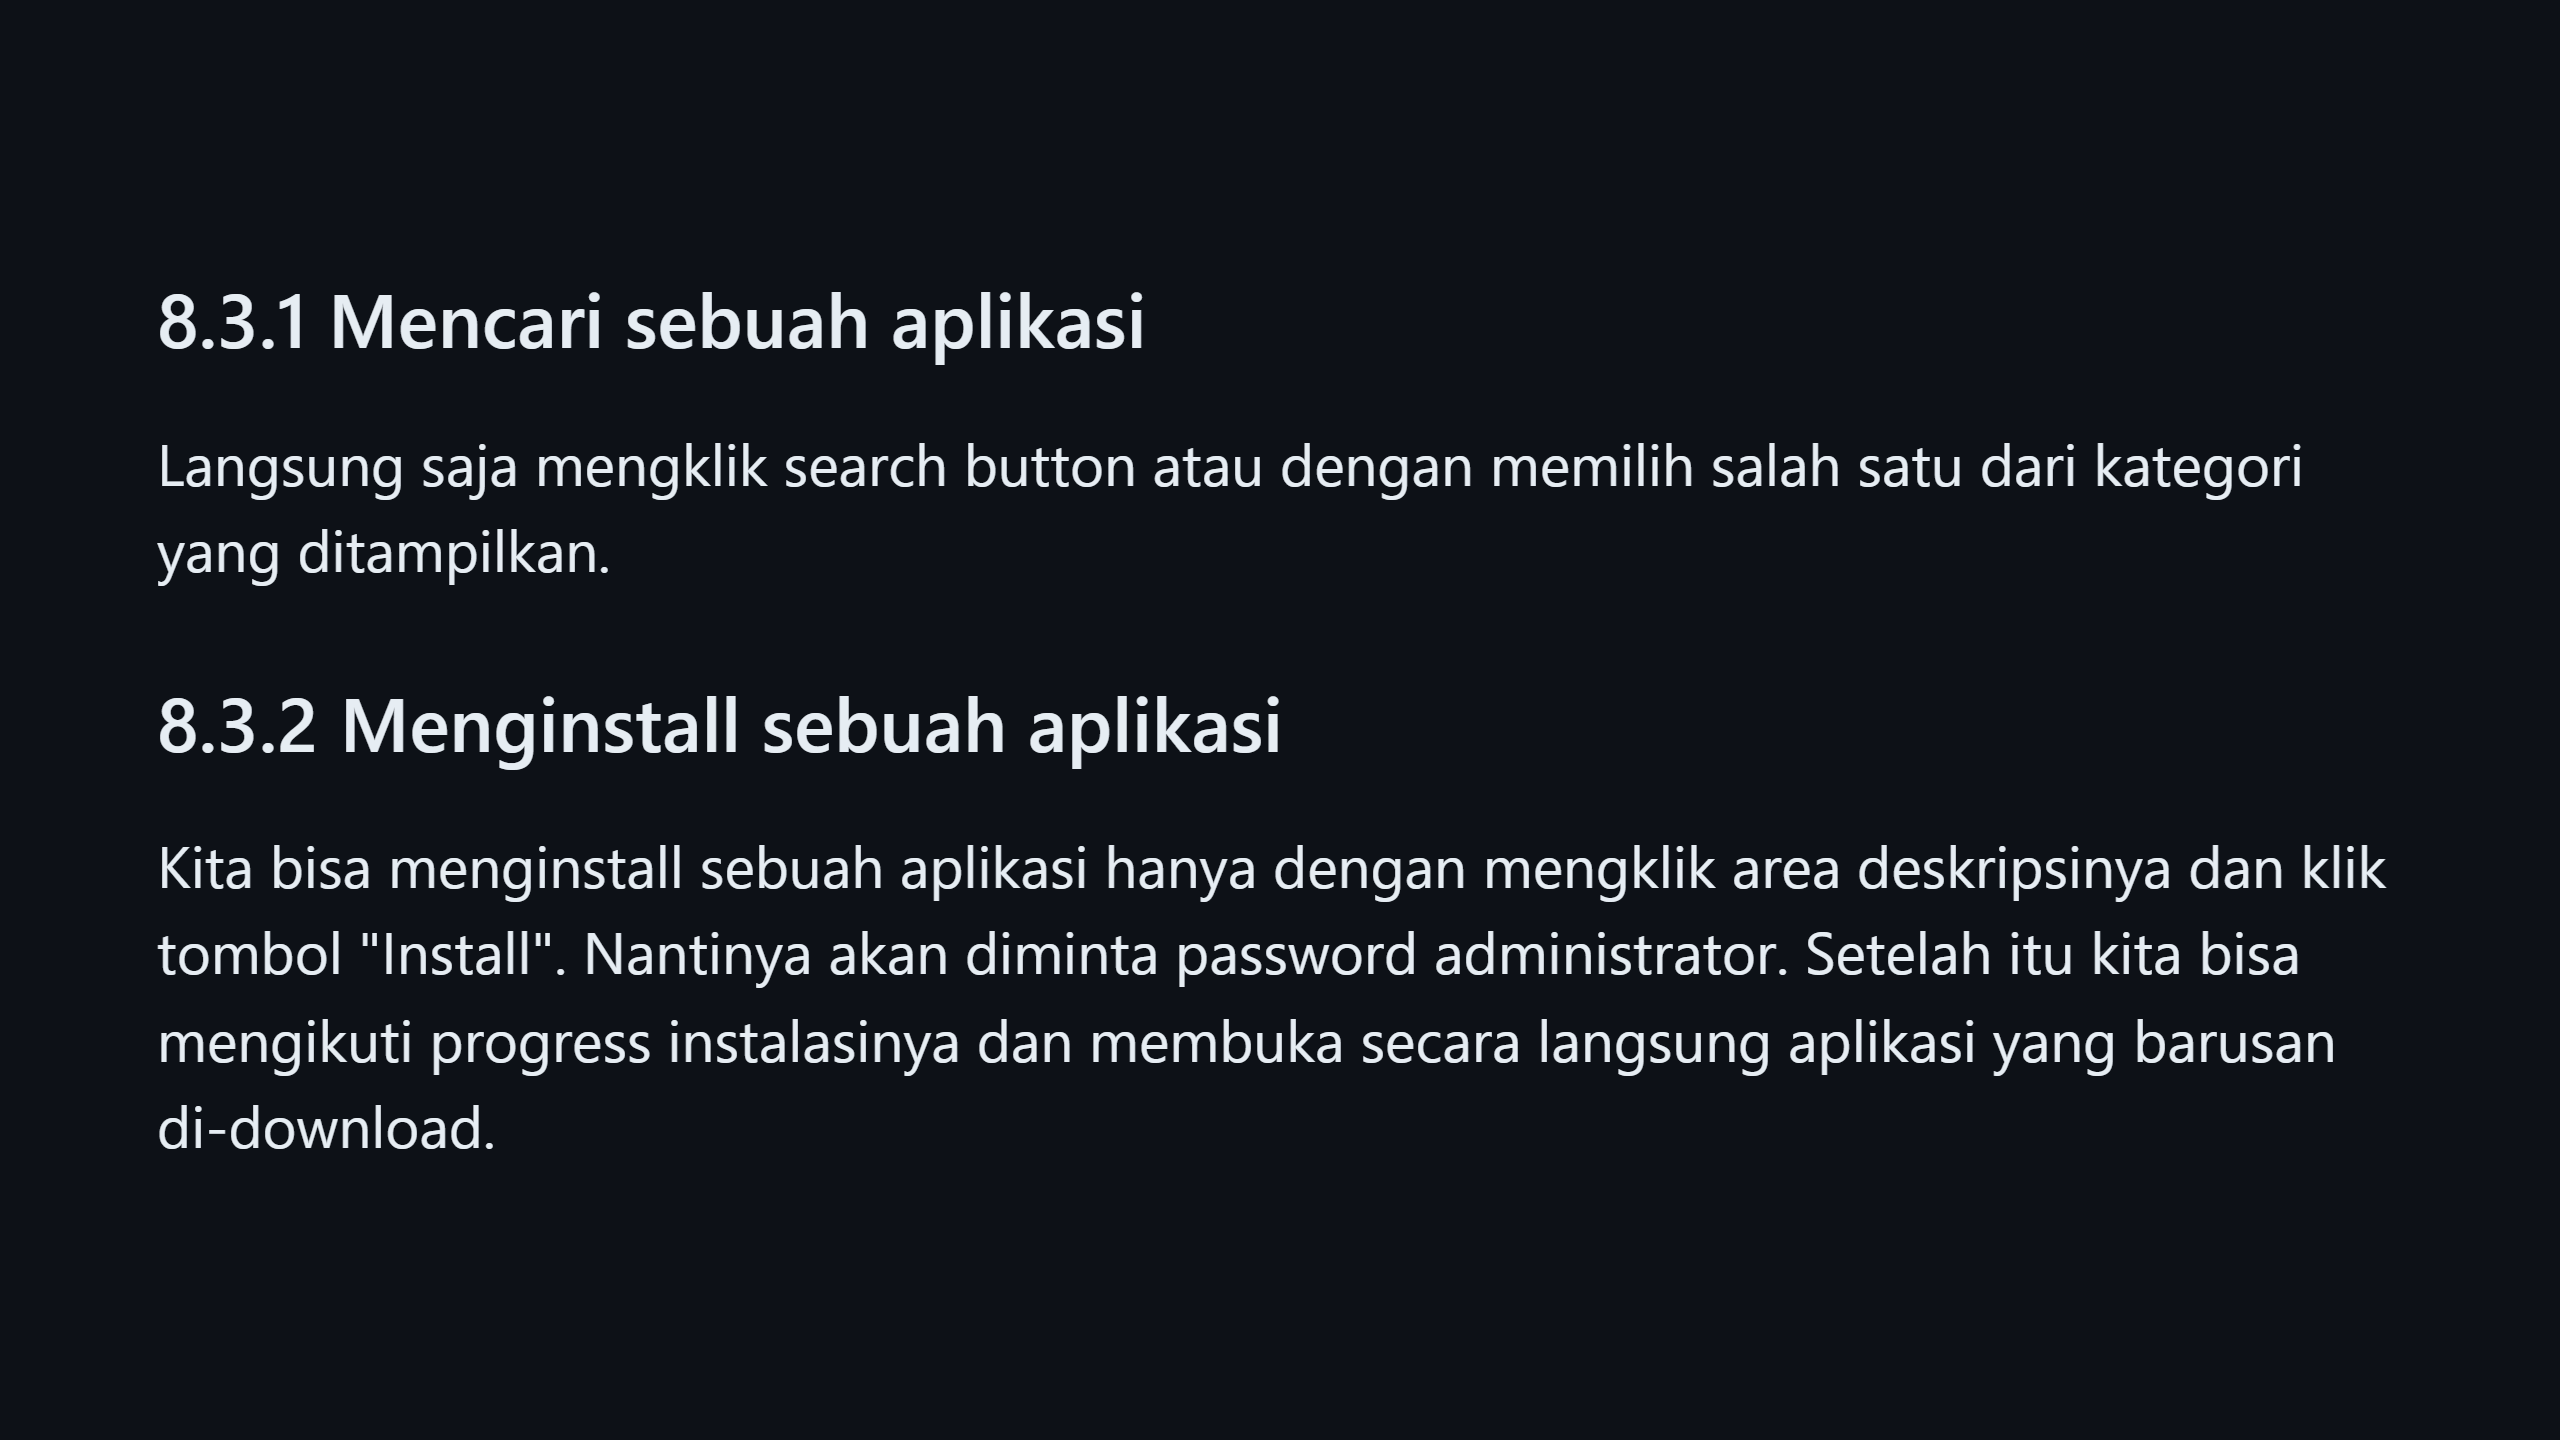 8.3.1 Mencari sebuah aplikasi
Langsung saja mengklik search button atau dengan memilih salah satu dari kategori
yang ditampilkan.
8.3.2 Menginstall sebuah aplikasi
Kita bisa menginstall sebuah aplikasi hanya dengan mengklik area deskripsinya dan klik
tombol "Install". Nantinya akan diminta password administrator. Setelah itu kita bisa
mengikuti progress instalasinya dan membuka secara langsung aplikasi yang barusan
di-download.